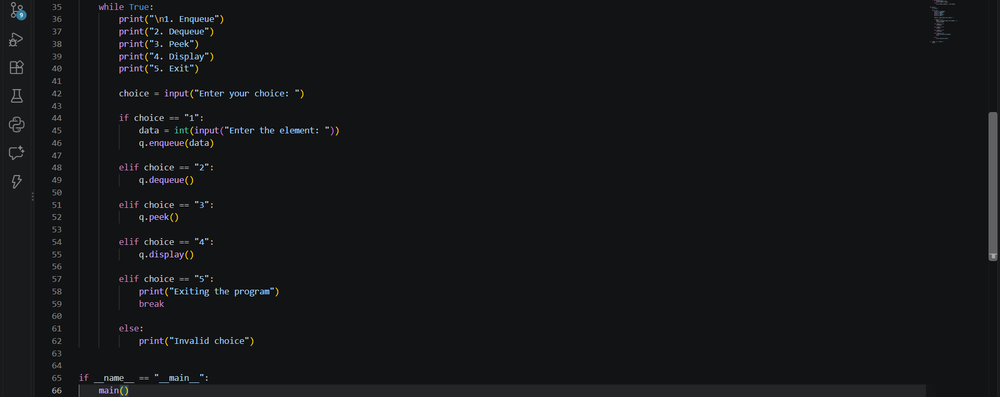 9
35 while True:
36 print("\n1. Enqueue")
37 print("2. Dequeue")
38 print("3. Peek")
39 print("4. Display")
40 print("5. Exit")
41
42 choice = input("Enter your choice: ")
43
44 if choice == "1":
45 data = int(input("Enter the element: "))
46 q.enqueue(data)
47
48 elif choice == "2":
49 q.dequeue()
50
51 elif choice == "3":
52 q.peek()
53
54 elif choice == "4":
55 q.display()
56
57 elif choice == "5":
58 print("Exiting the program")
59 break
60
61 else:
62 print("Invalid choice")
63
64
65 if __name__ == "__main__":
66 main()